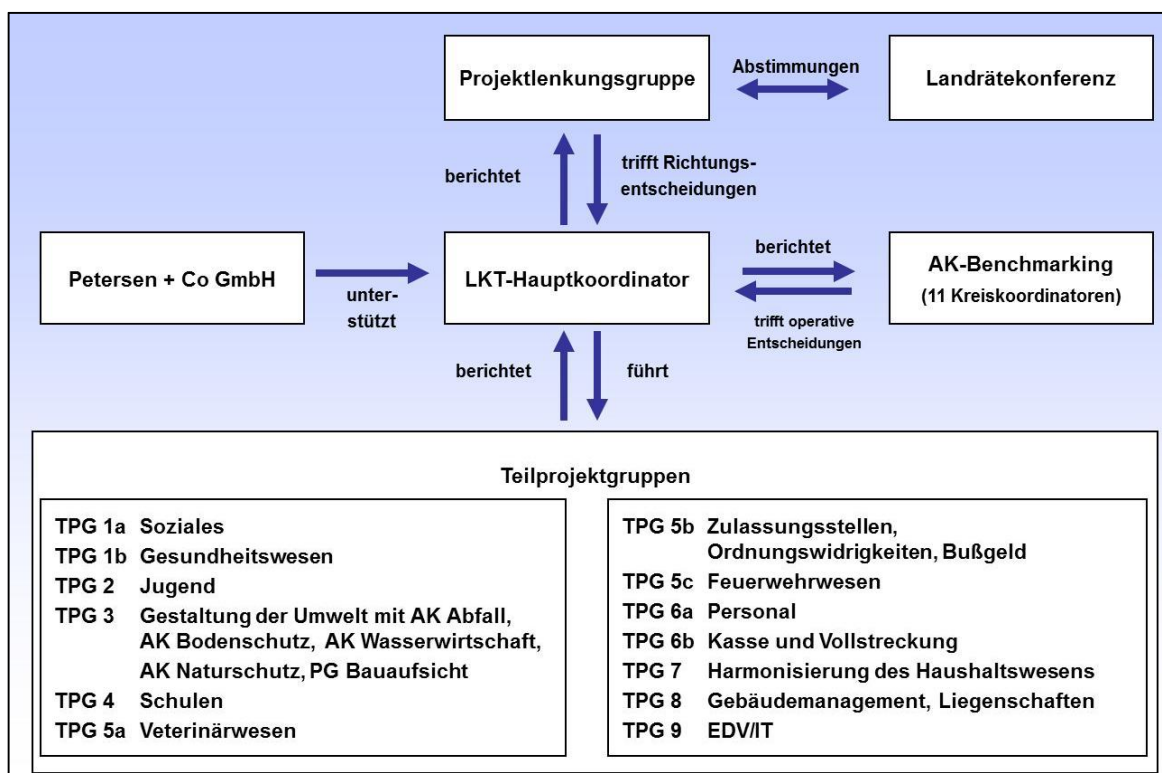 Projektlenkungsgruppe
Abstimmungen
Landrätekonferenz
berichtet
trifft Richtungs-
entscheidungen
Petersen + Co GmbH
unter-
stützt
LKT-Hauptkoordinator
berichtet
trifft operative
Entscheidungen
AK-Benchmarking
(11 Kreiskoordinatoren)
berichtet
führt
Teilprojektgruppen
TPG 1a Soziales
TPG 1b Gesundheitswesen
TPG 2 Jugend
TPG 3 Gestaltung der Umwelt mit AK Abfall,
AK Bodenschutz, AK Wasserwirtschaft,
AK Naturschutz, PG Bauaufsicht
TPG 4 Schulen
TPG 5a Veterinärwesen
TPG 5b Zulassungsstellen,
Ordnungswidrigkeiten, Bußgeld
TPG 5c Feuerwehrwesen
TPG 6a Personal
TPG 6b Kasse und Vollstreckung
TPG 7 Harmonisierung des Haushaltswesens
TPG 8 Gebäudemanagement, Liegenschaften
TPG 9 EDV/IT